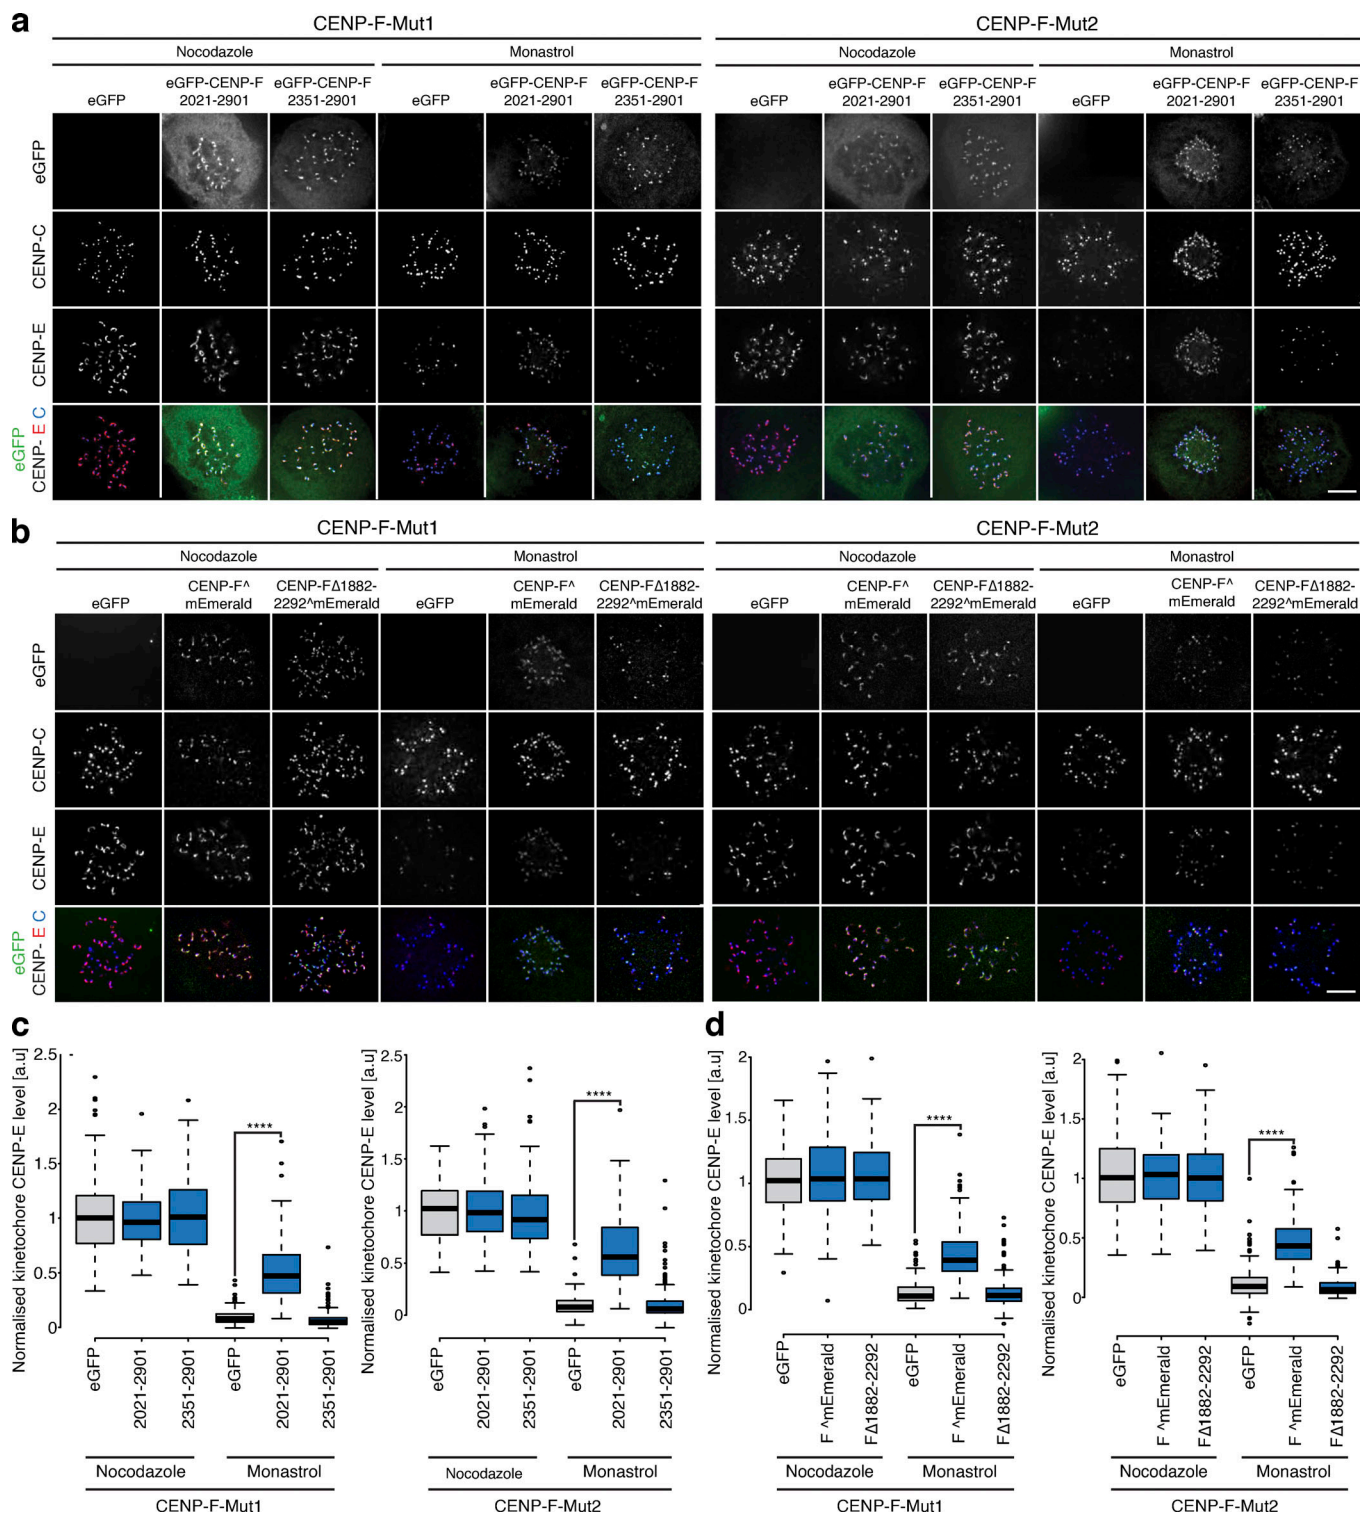 a
CENP-F-Mut1
CENP-F-Mut2
Nocodazole
Monastrol
Nocodazole
Monastrol
eGFP
eGFP-CENP-F
2021-2901
eGFP-CENP-F
2351-2901
eGFP
eGFP-CENP-F
2021-2901
eGFP-CENP-F
2351-2901
eGFP
eGFP-CENP-F
2021-2901
eGFP-CENP-F
2351-2901
eGFP
eGFP-CENP-F
2021-2901
eGFP-CENP-F
2351-2901
eGFP
CENP-C
CENP-E
eGFP
CENP- E C
b
CENP-F-Mut1
CENP-F-Mut2
Nocodazole
Monastrol
Nocodazole
Monastrol
eGFP
CENP-F^
mEmerald
CENP-FΔ1882-
2292^mEmerald
eGFP
CENP-F^
mEmerald
CENP-FΔ1882-
2292^mEmerald
eGFP
CENP-F^
mEmerald
CENP-FΔ1882-
2292^mEmerald
eGFP
CENP-F^
mEmerald
CENP-FΔ1882-
2292^mEmerald
eGFP
CENP-C
CENP-E
eGFP
CENP- E C
c
Normalised kinetochore CENP-E level [a.u]
2.5
2
1.5
1
0.5
0
****
eGFP
2021-2901
2351-2901
eGFP
2021-2901
2351-2901
Nocodazole
Monastrol
CENP-F-Mut1
Normalised kinetochore CENP-E level [a.u]
2.5
2
1.5
1
0.5
0
****
eGFP
2021-2901
2351-2901
eGFP
2021-2901
2351-2901
Nocodazole
Monastrol
CENP-F-Mut2
d
Normalised kinetochore CENP-E level [a.u]
2
1.5
1
0.5
0
****
eGFP
F ^mEmerald
FΔ1882-2292
eGFP
F ^mEmerald
FΔ1882-2292
Nocodazole
Monastrol
CENP-F-Mut1
Normalised kinetochore CENP-E level [a.u]
2
1.5
1
0.5
0
****
eGFP
F ^mEmerald
FΔ1882-2292
eGFP
F ^mEmerald
FΔ1882-2292
Nocodazole
Monastrol
CENP-F-Mut2